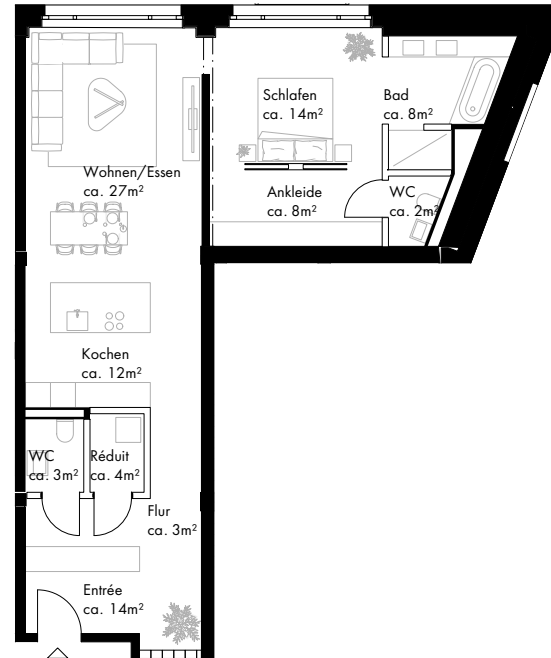 Schlafen
ca. 14m²
Bad
ca. 8m²
Wohnen/Essen
ca. 27m²
Ankleide
ca. 8m²
WC
ca. 2m²
Kochen
ca. 12m²
WC
ca. 3m²
Réduit
ca. 4m²
Flur
ca. 3m²
Entrée
ca. 14m²